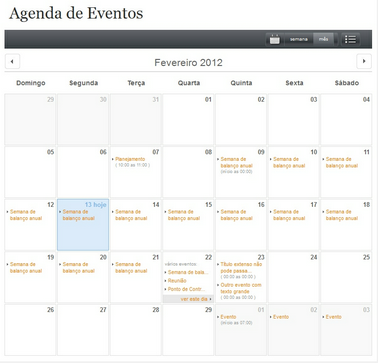 Agenda de Eventos
semana mês
Fevereiro 2012
Domingo Segunda Terça Quarta Quinta Sexta Sábado
29 30 31 01 02 03 04
05 06 07 08 09 10 11
Planejamento
( 10:00 às 11:00 )
Semana de
balanço anual
(início às 00:00)
Semana de
balanço anual
Semana de
balanço anual
12 13 hoje 14 15 16 17 18
Semana de
balanço anual
Semana de
balanço anual
Semana de
balanço anual
Semana de
balanço anual
Semana de
balanço anual
Semana de
balanço anual
Semana de
balanço anual
19 20 21 22 23 24 25
Semana de
balanço anual
Semana de
balanço anual
Semana de
balanço anual
vários eventos
Semana de bala...
Reunião
Ponto de Contr...
ver este dia
Título extenso não
pode passa...
( 00:00 às 00:00 )
Outro evento com
texto grande
( 00:00 às 00:00 )
26 27 28 29 01 02 03
Evento
(início às 07:00)
Evento
Evento